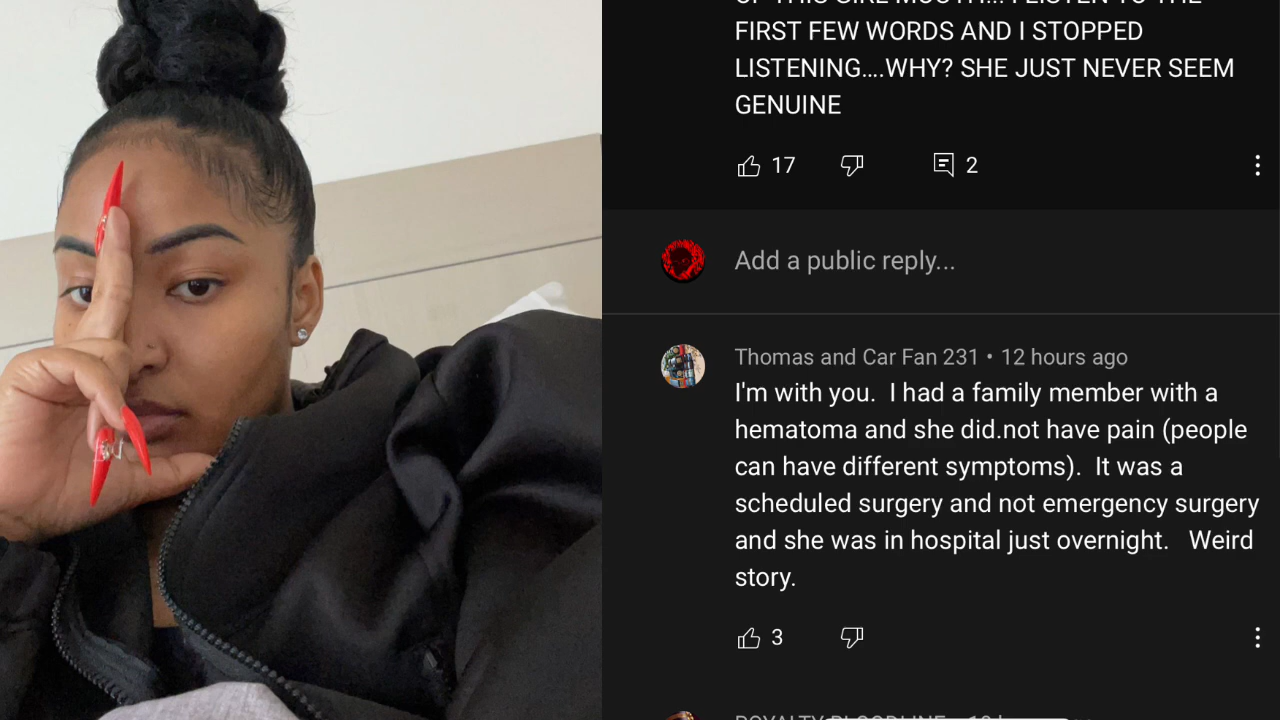 FIRST FEW WORDS AND I STOPPED
LISTENING....WHY? SHE JUST NEVER SEEM
GENUINE
17
2
Add a public reply...
Thomas and Car Fan 231 • 12 hours ago
I'm with you.  I had a family member with a
hematoma and she did.not have pain (people
can have different symptoms).  It was a
scheduled surgery and not emergency surgery
and she was in hospital just overnight.   Weird
story.
3